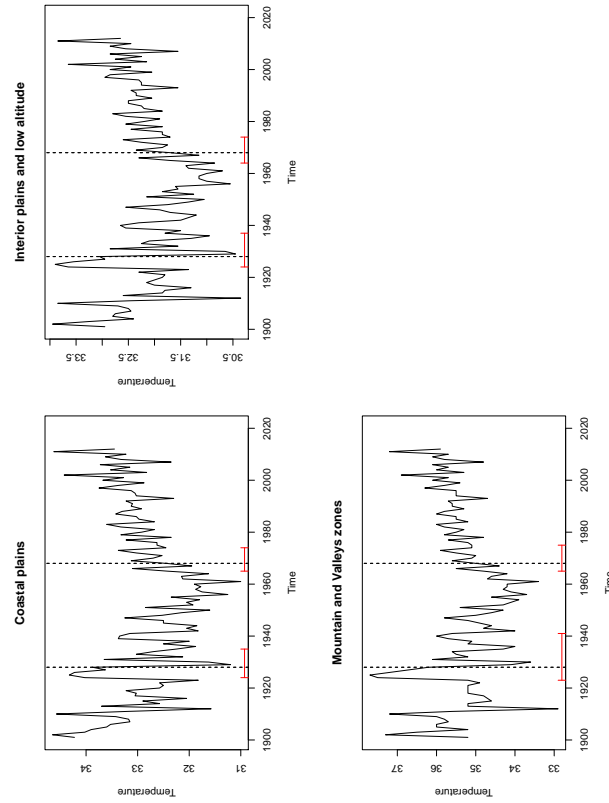 Coastal plains
Temperature
34
33
32
31
1900 1920 1940 1960 1980 2000 2020
Time
Interior plains and low altitude
Temperature
33.5
32.5
31.5
30.5
1900 1920 1940 1960 1980 2000 2020
Time
Mountain and Valleys zones
Temperature
37
36
35
34
33
1900 1920 1940 1960 1980 2000 2020
Time